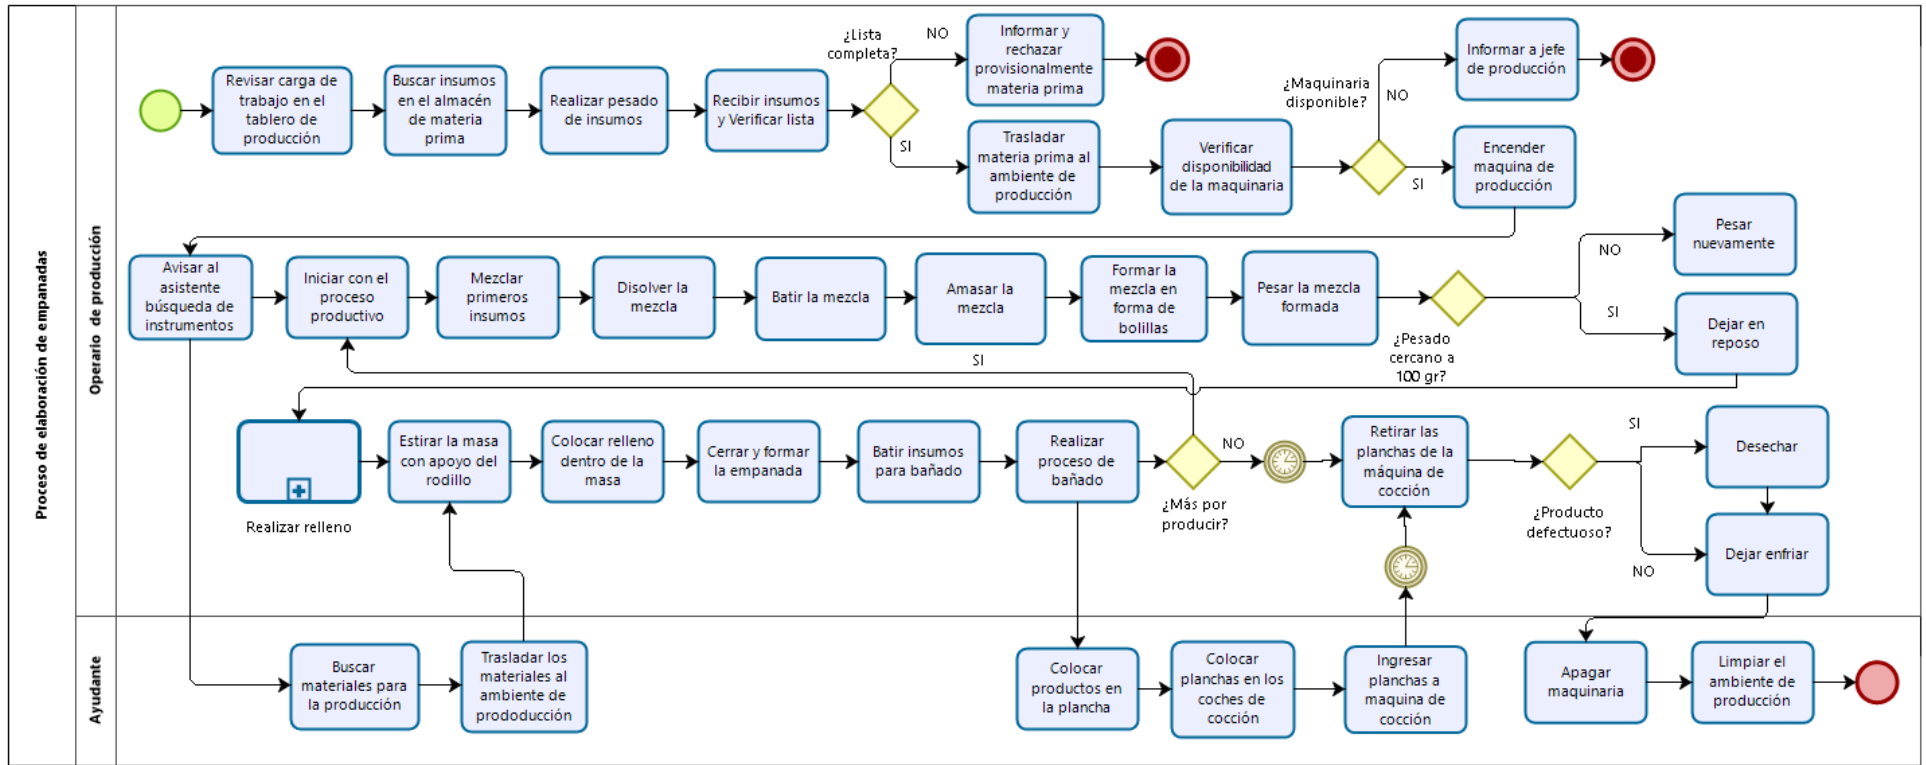 Proceso de elaboración de empanadas
Operario de producción
Revisar carga de
trabajo en el
tablero de
producción
Buscar insumos
en el almacén
de materia
prima
Realizar pesado
de insumos
Recibir insumos
y Verificar lista
¿Lista
completa?
NO
Informar y
rechazar
provisionalmente
materia prima
SI
Trasladar
materia prima al
ambiente de
producción
Verificar
disponibilidad
de la maquinaria
¿Maquinaria
disponible?
NO
Informar a jefe
de producción
SI
Encender
maquina de
producción
Avisar al
asistente
búsqueda de
instrumentos
Iniciar con el
proceso
productivo
Mezclar
primeros
insumos
Disolver la
mezcla
Batir la mezcla
Amasar la
mezcla
Formar la
mezcla en
forma de
bolillas
Pesar la mezcla
formada
¿Pesado
cercano a
100 gr?
NO
Pesar
nuevamente
SI
Dejar en
reposo
Realizar relleno
Estirar la masa
con apoyo del
rodillo
Colocar relleno
dentro de la
masa
Cerrar y formar
la empanada
Batir insumos
para bañado
Realizar
proceso de
bañado
SI
¿Más por
producir?
NO
Retirar las
planchas de la
máquina de
cocción
¿Producto
defectuoso?
SI
Desechar
NO
Dejar enfriar
Ayudante
Buscar
materiales para
la producción
Trasladar los
materiales al
ambiente de
prododucción
Colocar
productos en
la plancha
Colocar
planchas en los
coches de
cocción
Ingresar
planchas a
maquina de
cocción
Apagar
maquinaria
Limpiar el
ambiente de
producción